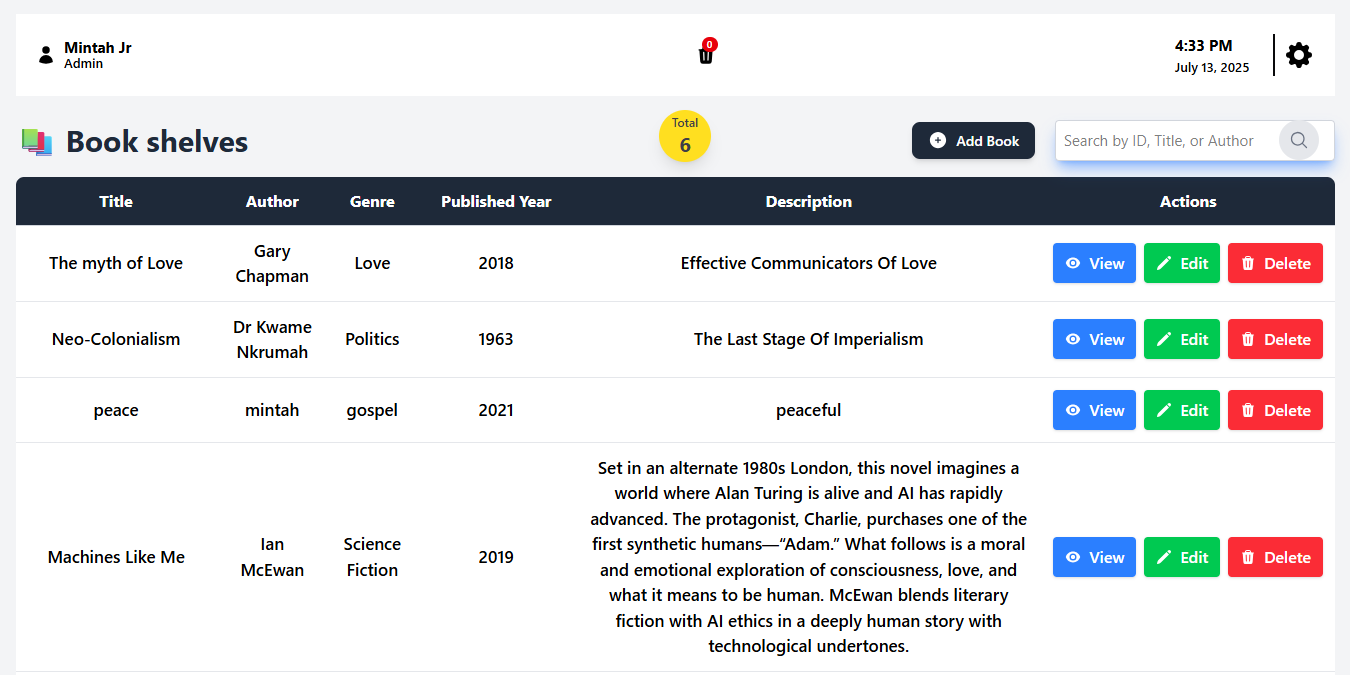 Mintah Jr
Admin
0
4:33 PM
July 13, 2025
Book shelves
Total
6
Add Book
Search by ID, Title, or Author
Title Author Genre Published Year Description Actions
The myth of Love
Gary
Chapman
Love
2018
Effective Communicators Of Love
View Edit Delete
Neo-Colonialism
Dr Kwame
Nkrumah
Politics
1963
The Last Stage Of Imperialism
View Edit Delete
peace
mintah
gospel
2021
peaceful
View Edit Delete
Machines Like Me
Ian
McEwan
Science
Fiction
2019
Set in an alternate 1980s London, this novel imagines a
world where Alan Turing is alive and AI has rapidly
advanced. The protagonist, Charlie, purchases one of the
first synthetic humans—“Adam.” What follows is a moral
and emotional exploration of consciousness, love, and
what it means to be human. McEwan blends literary
fiction with AI ethics in a deeply human story with
technological undertones.
View Edit Delete